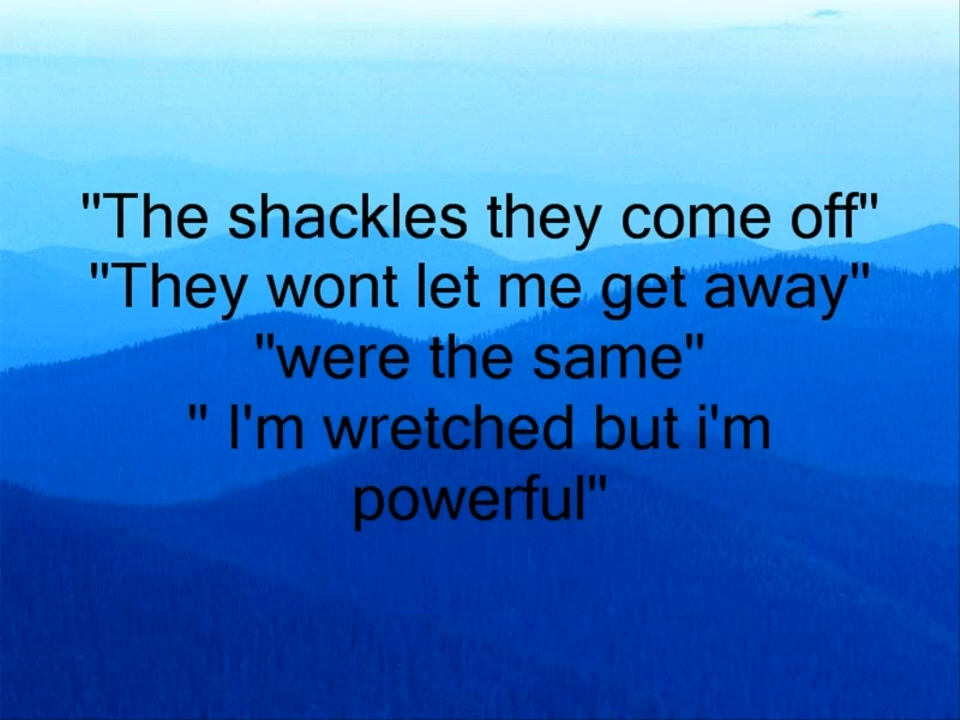 "The shackles they come off"
"They wont let me get away"
"were the same"
" I'm wretched but i'm
powerful"